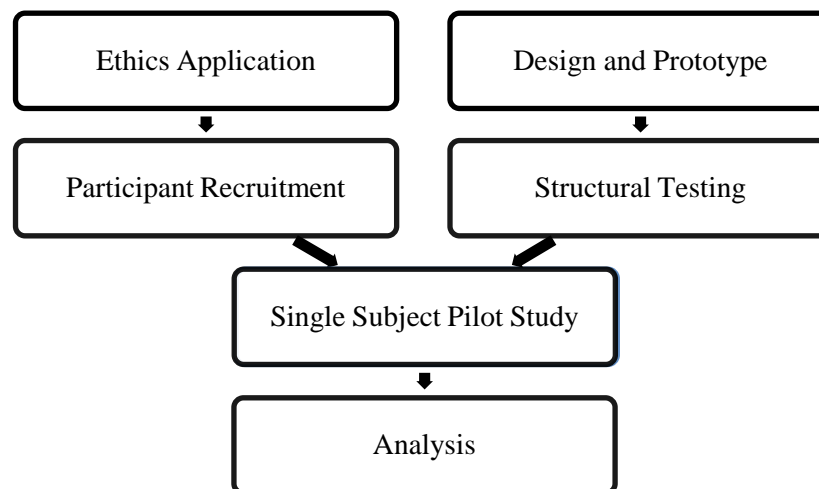 Ethics Application
Design and Prototype
Participant Recruitment
Structural Testing
Single Subject Pilot Study
Analysis